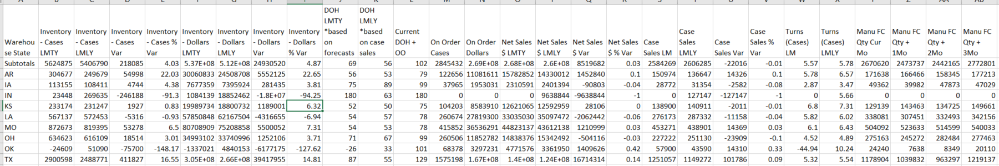 DOH DOH
LMTY LMLY
Inventory Inventory Inventory Inventory Inventory Inventory Inventory Inventory *based *based Current Case Case Turns Turns Manu FC Manu FC Manu FC Manu FC
Warehou - Cases - Cases - Cases - Cases % - Dollars - Dollars - Dollars - Dollars on on case DOH + On Order On Order Net Sales Net Sales Net Sales Net Sales Case Sales Case Sales % (Cases) (Cases) Qty Cur Qty + Qty + Qty +
se State LMTY LMLY Var Var LMTY LMLY Var % Var forecasts sales OO Cases Dollars $ LMTY $ LMLY $ Var $ % Var Sales LM LMLY Sales Var Var LM LMLY Mo 1Mo 2Mo 3Mo
Subtotals 5624875 5406790 218085 4.03 5.37E+08 5.12E+08 24930520 4.87 69 56 102 2845432 2.69E+08 2.68E+08 2.6E+08 8519682 0.03 2584269 2606285 -22016 -0.01 5.57 5.78 2670620 2473737 2442165 2772801
AR 304677 249679 54998 22.03 30060833 24508708 5552125 22.65 56 53 79 122656 11081611 15782852 14330012 1452840 0.1 150974 136647 14326 0.1 5.78 6.57 171638 166466 158345 177213
IA 113155 108411 4744 4.38 7677359 7395924 281435 3.81 75 89 99 37965 1953031 2310591 2401394 -90803 -0.04 28772 31354 -2582 -0.08 2.87 3.47 49362 39982 47873 47029
IN 23448 269635 -246188 -91.3 1084139 18852462 -1.8E+07 -94.25 180 63 180 0 0 0 9638844 -9638844 -1 0 127147 -127147 -1 0 5.66 0 0 0 0
KS 233174 231247 1927 0.83 19989734 18800732 1189001 6.32 52 50 75 104203 8583910 12621065 12592959 28106 0 138900 140911 -2011 -0.01 6.8 7.31 129139 143463 134725 149661
LA 567137 572453 -5316 -0.93 57850848 62167504 -4316655 -6.94 54 57 78 260674 27819300 33035030 35097472 -2062442 -0.06 276173 287332 -11158 -0.04 5.82 6.02 338081 307451 332493 342156
MO 872673 819395 53278 6.5 80708909 75208858 5500052 7.31 54 53 78 415852 36536291 44823137 43612138 1210999 0.03 453271 438901 14369 0.03 6.1 6.43 504092 523633 514599 540033
OH 634623 616109 18514 3.01 34993102 33740996 1252106 3.71 71 67 99 260506 11852782 14838376 15342492 -504116 -0.03 227222 251130 -23909 -0.1 4.52 4.89 275163 245272 282484 277463
OK -24609 51090 -75700 -148.17 -1337021 4840153 -6177175 -127.62 -26 33 101 68378 3297231 4771576 3361950 1409626 0.42 57900 43590 14310 0.33 -44.94 10.24 24240 7638 8349 20110
TX 2900598 2488771 411827 16.55 3.05E+08 2.66E+08 39417955 14.81 87 55 129 1575198 1.67E+08 1.4E+08 1.24E+08 16714314 0.14 1251057 1149272 101786 0.09 5.32 5.54 1178904 1039832 963297 1219137